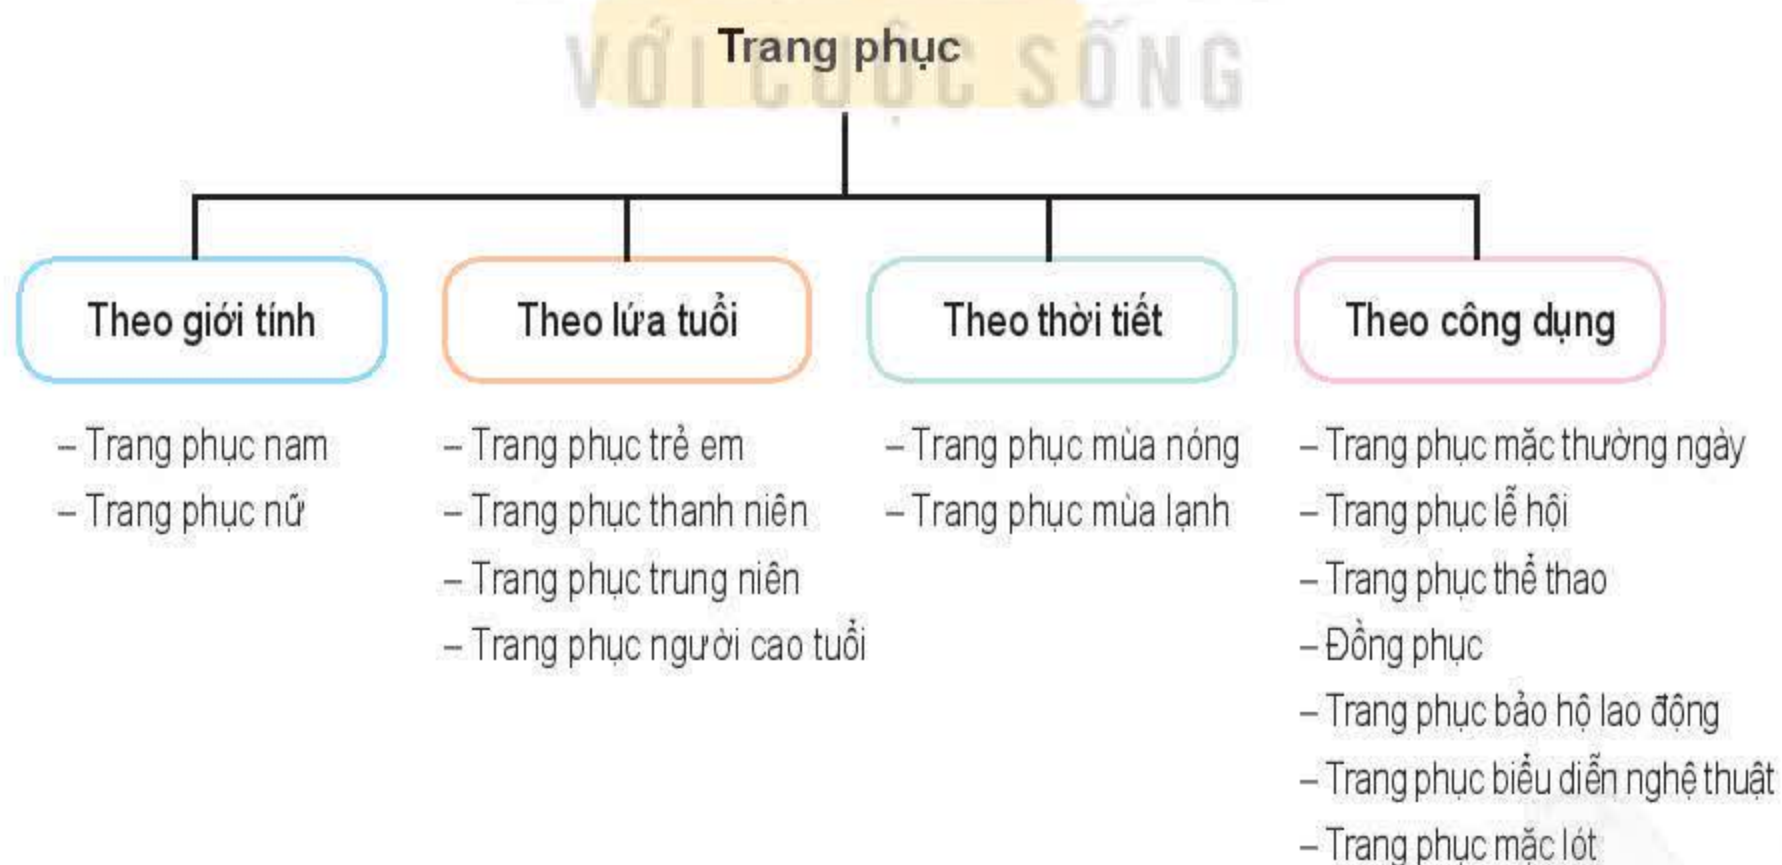 Trang phục
VỚI CUỘC SỐNG
Theo giới tính
– Trang phục nam
– Trang phục nữ
Theo lứa tuổi
– Trang phục trẻ em
– Trang phục thanh niên
– Trang phục trung niên
– Trang phục người cao tuổi
Theo thời tiết
– Trang phục mùa nóng
– Trang phục mùa lạnh
Theo công dụng
– Trang phục mặc thường ngày
– Trang phục lễ hội
– Trang phục thể thao
– Đồng phục
– Trang phục bảo hộ lao động
– Trang phục biểu diễn nghệ thuật
– Trang phục mặc lót